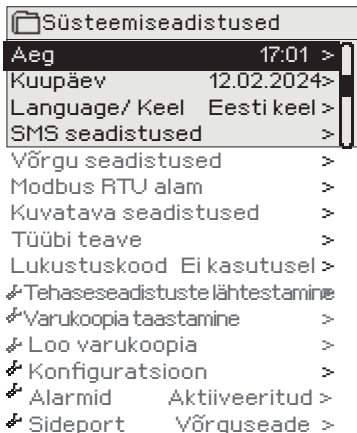 Süsteemiseadistused
Aeg 17:01 >
Kuupäev 12.02.2024>
Language/ Keel Eesti keel >
SMS seadistused >
Võrgu seadistused >
Modbus RTU alam >
Kuvatava seadistused >
Tüübi teave >
Lukustuskood Ei kasutusel >
Tehaseseadistuste lähtestamine >
Varukoopia taastamine >
Loo varukoopia >
Konfiguratsioon >
Alarmid Aktiiveeritud >
Sideport Võrguseade >